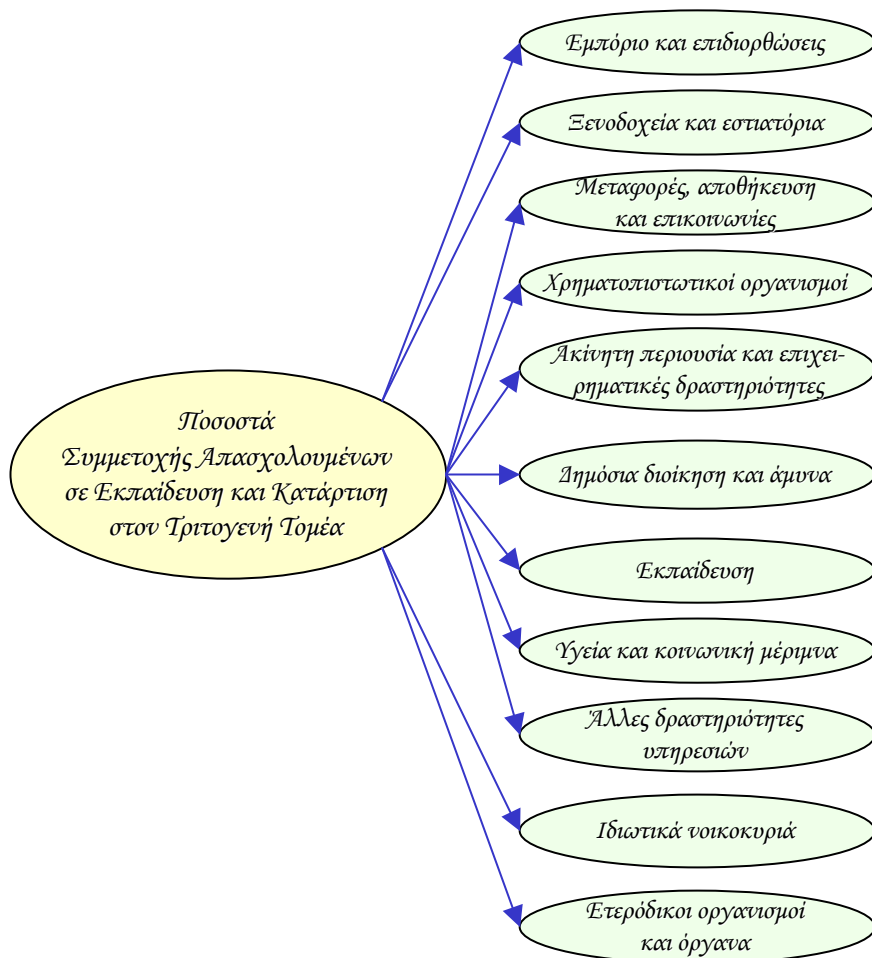 Εμπόριο και επιδιορθώσεις
Ξενοδοχεία και εστιατόρια
Μεταφορές, αποθήκευση
και επικοινωνίες
Χρηματοπιστωτικοί οργανισμοί
Ακίνητη περιουσία και επιχει-
ρηματικές δραστηριότητες
Ποσοστά
Συμμετοχής Απασχολουμένων
σε Εκπαίδευση και Κατάρτιση
στον Τριτογενή Τομέα
Δημόσια διοίκηση και άμυνα
Εκπαίδευση
Υγεία και κοινωνική μέριμνα
Άλλες δραστηριότητες
υπηρεσιών
Ιδιωτικά νοικοκυριά
Ετερόδικοι οργανισμοί
και όργανα